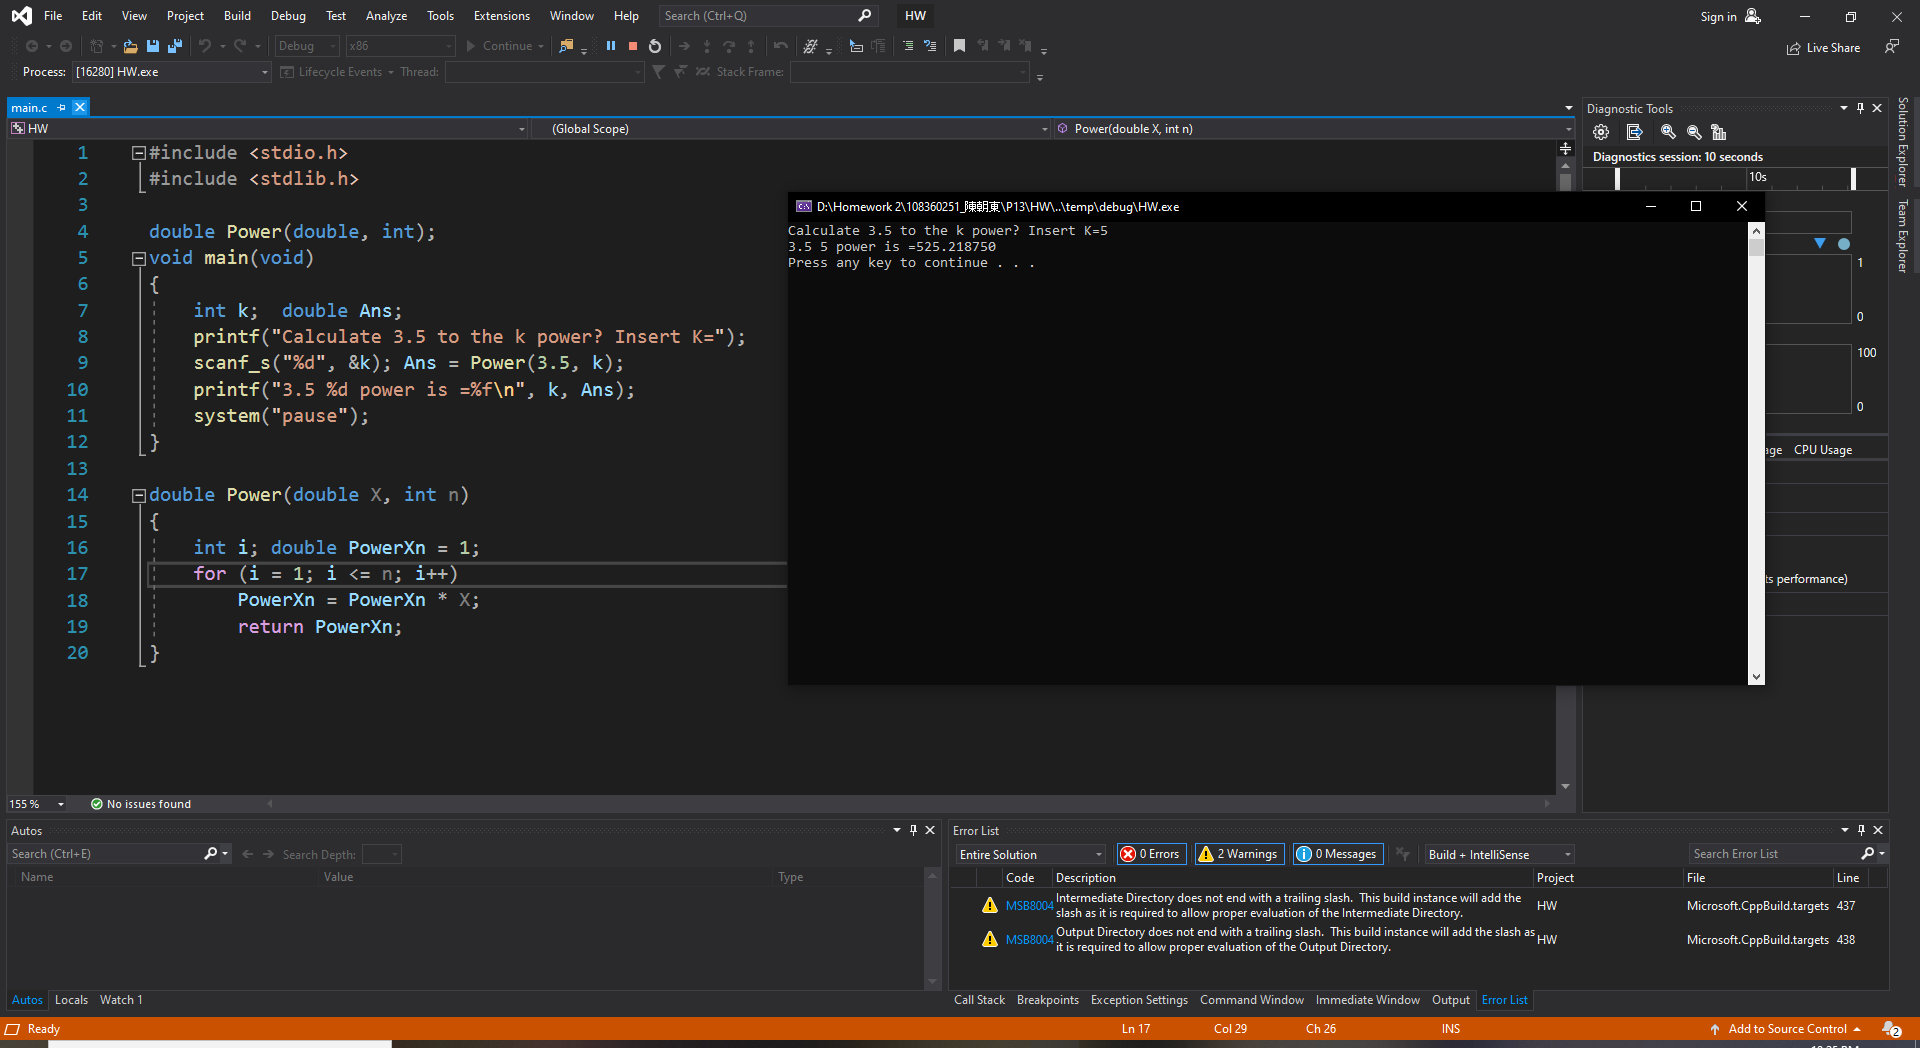 File Edit View Project Build Debug Test Analyze Tools Extensions Window Help Search (Ctrl+Q) HW Sign in
Debug x86 Continue Live Share
Process: [16280] HW.exe Lifecycle Events Thread: Stack Frame:
main.c
HW (Global Scope) Power(double X, int n)
1 #include <stdio.h>
2 #include <stdlib.h>
3
4 double Power(double, int);
5 void main(void)
6 {
7 int k; double Ans;
8 printf("Calculate 3.5 to the k power? Insert K=");
9 scanf_s("%d", &k); Ans = Power(3.5, k);
10 printf("3.5 %d power is =%f\n", k, Ans);
11 system("pause");
12 }
13
14 double Power(double X, int n)
15 {
16 int i; double PowerXn = 1;
17 for (i = 1; i <= n; i++)
18 PowerXn = PowerXn * X;
19 return PowerXn;
20 }
D:\Homework 2\108360251_陳朝東\P13\HW\..\temp\debug\HW.exe
Calculate 3.5 to the k power? Insert K=5
3.5 5 power is =525.218750
Press any key to continue . . .
Diagnostic Tools
Diagnostics session: 10 seconds
10s
1
0
100
0
age CPU Usage
ts performance)
Solution Explorer
Team Explorer
155 % No issues found
Autos
Search (Ctrl+E) Search Depth:
Name Value Type
Autos Locals Watch 1
Error List
Entire Solution 0 Errors 2 Warnings 0 Messages Build + IntelliSense Search Error List
Code Description Project File Line
MSB8004 Intermediate Directory does not end with a trailing slash. This build instance will add the slash as it is required to allow proper evaluation of the Intermediate Directory. HW Microsoft.CppBuild.targets 437
MSB8004 Output Directory does not end with a trailing slash. This build instance will add the slash as it is required to allow proper evaluation of the Output Directory. HW Microsoft.CppBuild.targets 438
Call Stack Breakpoints Exception Settings Command Window Immediate Window Output Error List
Ready Ln 17 Col 29 Ch 26 INS Add to Source Control 2